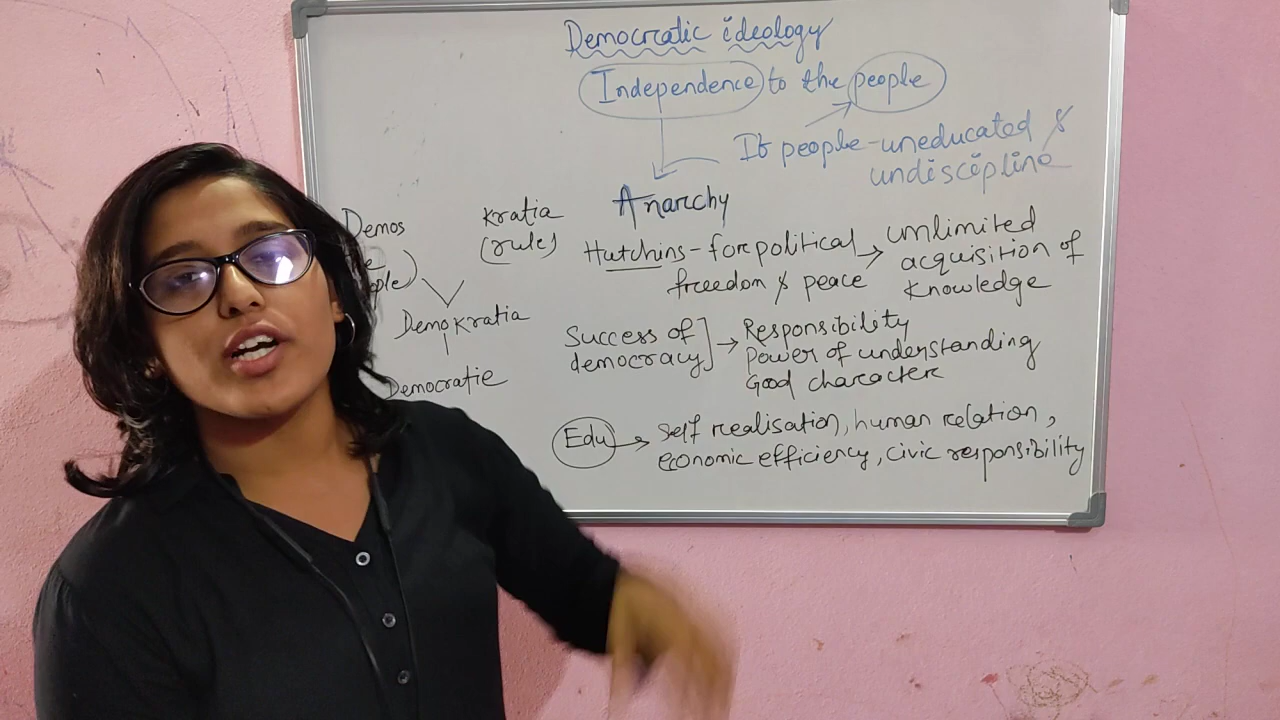 Democratic ideology
Independence to the people
If people-uneducated &
undiscipline
Anarchy
Demos
Kratia
(rule)
Demokratia
Democratie
Hutchins - for political → unlimited
freedom & peace
acquisition of
knowledge
Success of
democracy] → Responsibility
Power of understanding
Good character
Edu → self realisation, human relation,
economic efficiency, civic responsibility